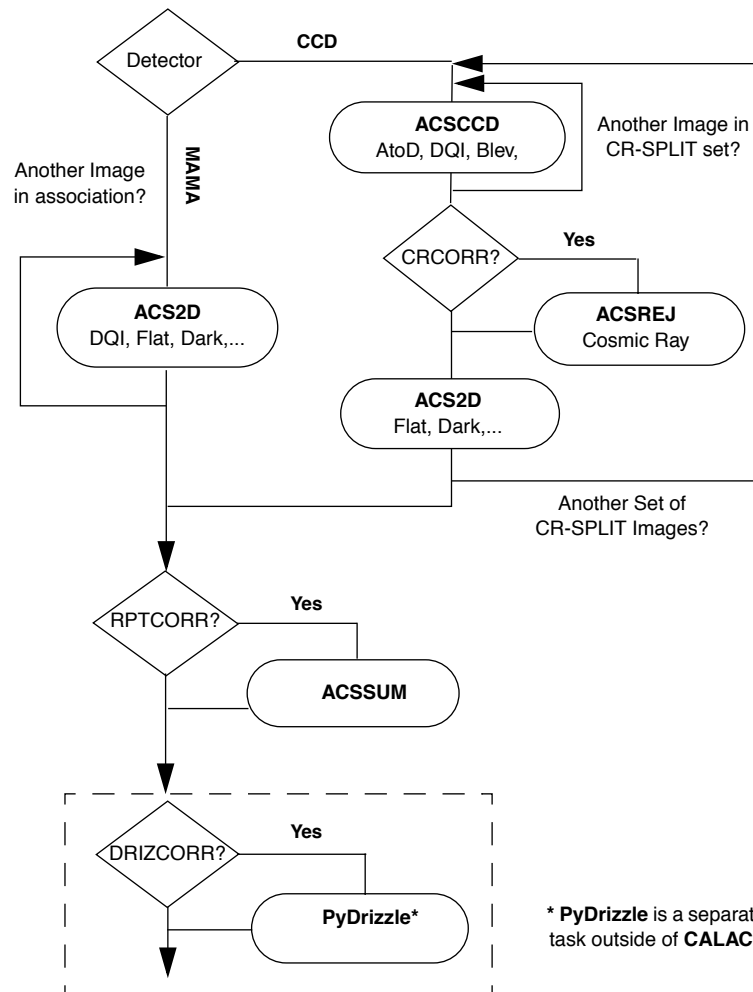 CCD
Detector
ACSCCD
AtoD, DQI, Blev,
Another Image in
CR-SPLIT set?
MAMA
Another Image
in association?
CRCORR?
Yes
ACS2D
DQI, Flat, Dark,...
ACSREJ
Cosmic Ray
ACS2D
Flat, Dark,...
Another Set of
CR-SPLIT Images?
RPTCORR?
Yes
ACSSUM
DRIZCORR?
Yes
PyDrizzle*
* PyDrizzle is a separat
task outside of CALAC